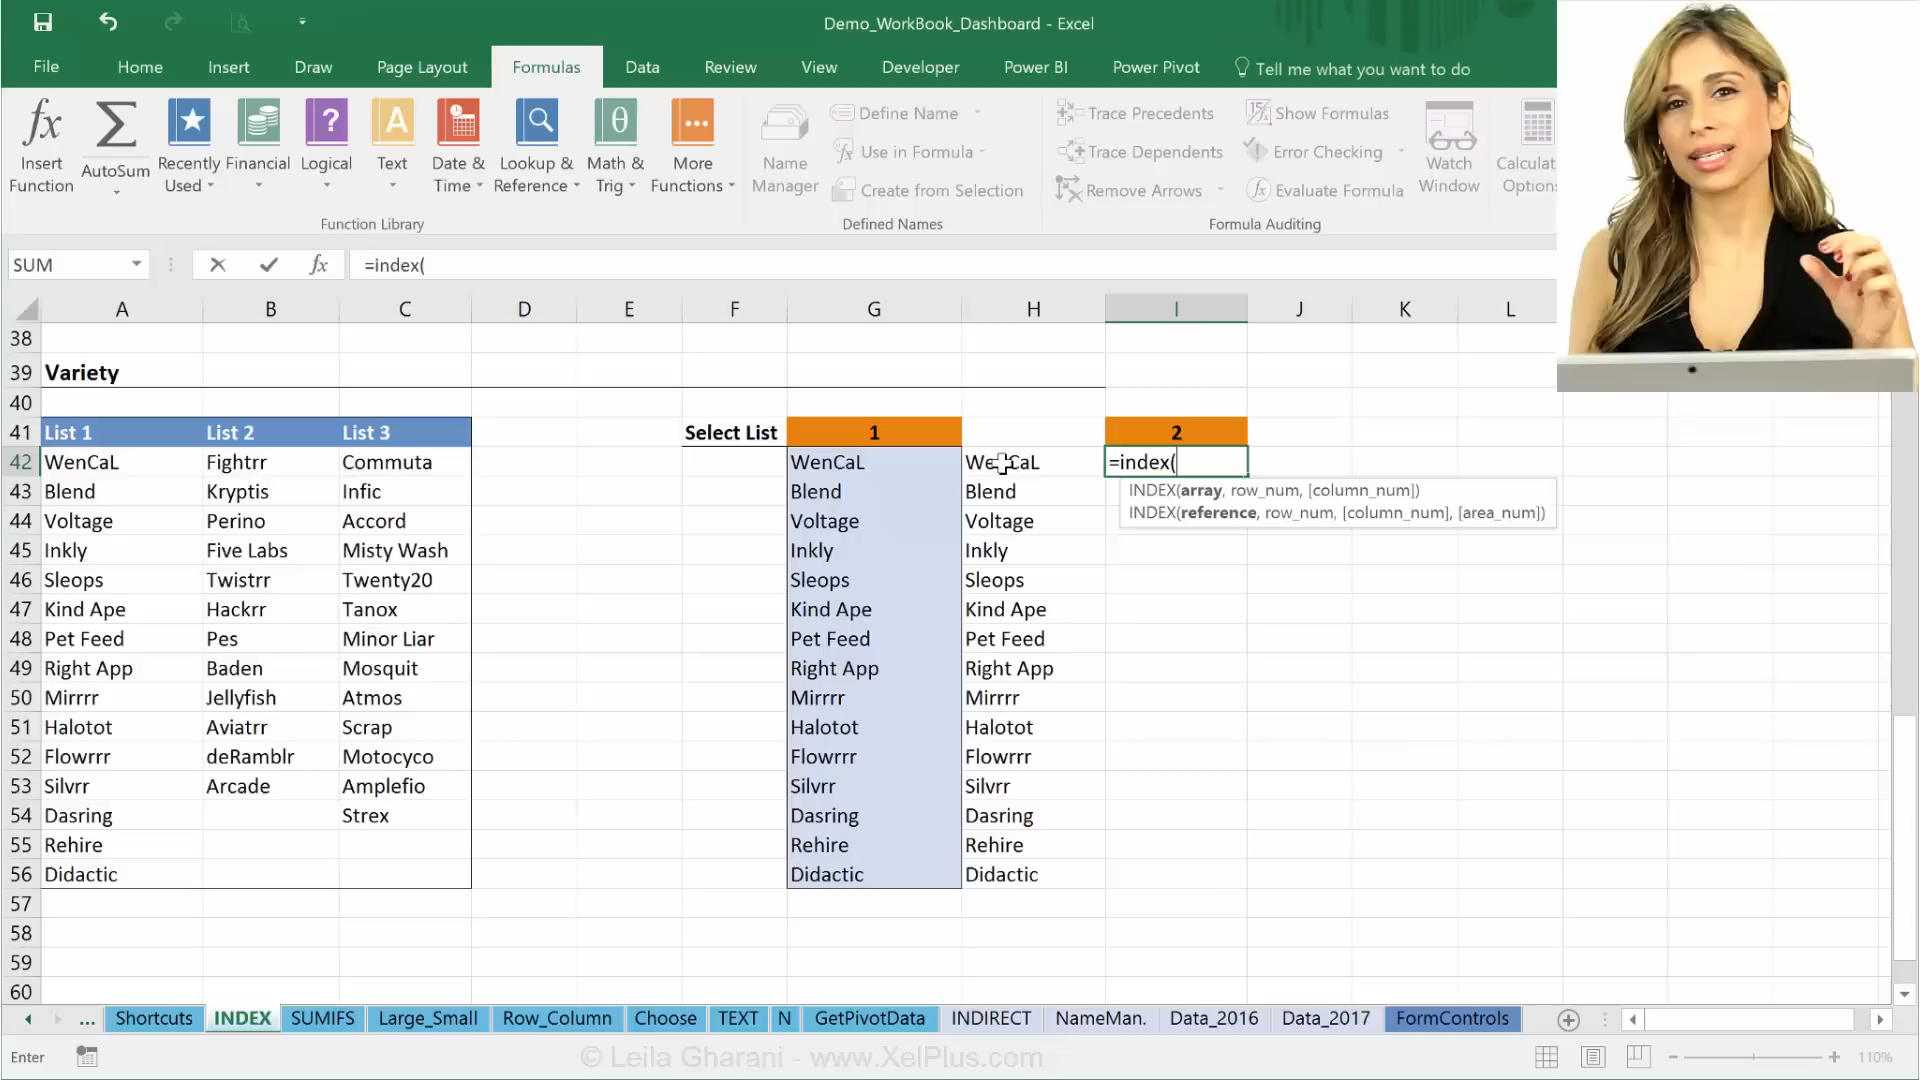 Demo_WorkBook_Dashboard - Excel
File Home Insert Draw Page Layout Formulas Data Review View Developer Power BI Power Pivot Tell me what you want to do
Insert Function
AutoSum
Recently Used
Financial
Logical
Text
Date & Time
Lookup & Reference
Math & Trig
More Functions
Function Library
Name Manager
Define Name
Use in Formula
Create from Selection
Defined Names
Trace Precedents
Trace Dependents
Remove Arrows
Show Formulas
Error Checking
Evaluate Formula
Formula Auditing
Watch Window
Calculat
Option
SUM fx =index(
A B C D E F G H I J K L
38
39 Variety
40
41 List 1 List 2 List 3 Select List 1 2
42 WenCaL Fightrr Commuta WenCaL WenCaL =index(
INDEX(array, row_num, [column_num])
INDEX(reference, row_num, [column_num], [area_num])
43 Blend Kryptis Infic Blend Blend
44 Voltage Perino Accord Voltage Voltage
45 Inkly Five Labs Misty Wash Inkly Inkly
46 Sleops Twistrr Twenty20 Sleops Sleops
47 Kind Ape Hackrr Tanox Kind Ape Kind Ape
48 Pet Feed Pes Minor Liar Pet Feed Pet Feed
49 Right App Baden Mosquit Right App Right App
50 Mirrrr Jellyfish Atmos Mirrrr Mirrrr
51 Halotot Aviatrr Scrap Halotot Halotot
52 Flowrrr deRamblr Motocyco Flowrrr Flowrrr
53 Silvrr Arcade Amplefio Silvrr Silvrr
54 Dasring Strex Dasring Dasring
55 Rehire Rehire Rehire
56 Didactic Didactic Didactic
57
58
59
60
... Shortcuts INDEX SUMIFS Large_Small Row_Column Choose TEXT N GetPivotData INDIRECT NameMan. Data_2016 Data_2017 FormControls
Enter © Leila Gharani - www.XelPlus.com 110%